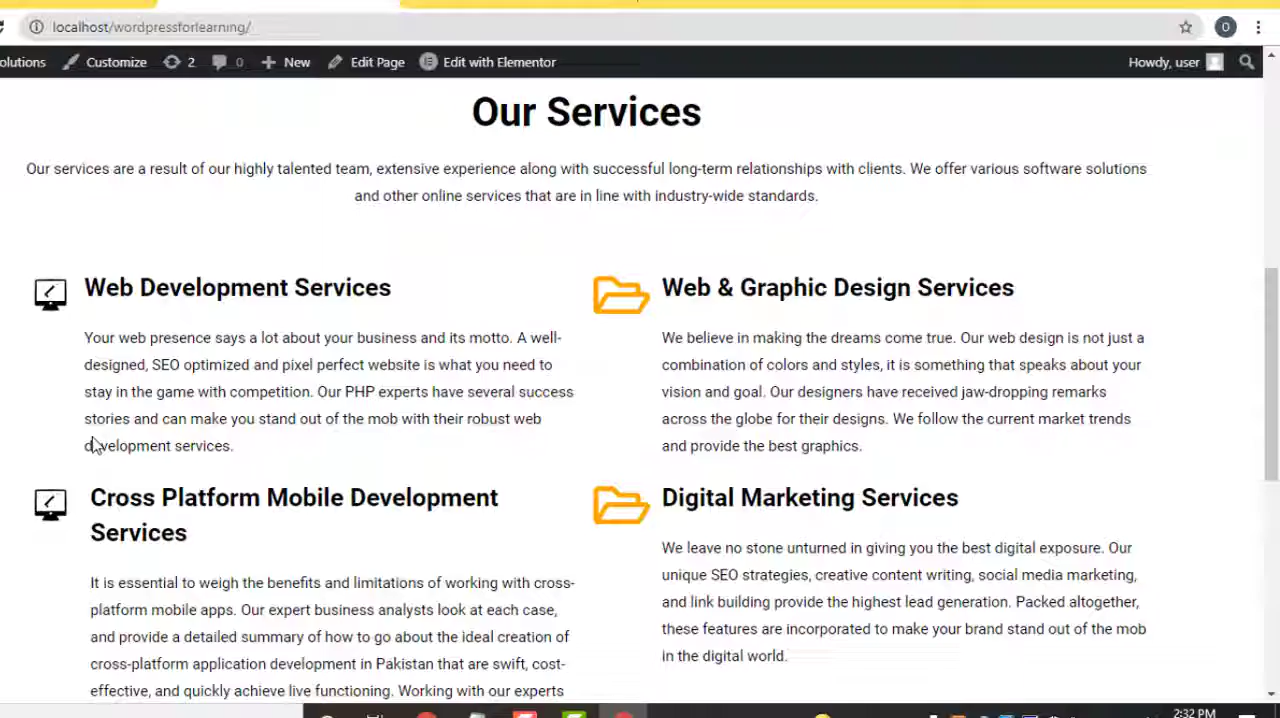 localhost/wordpressforlearning/
olutions Customize 2 0 New Edit Page Edit with Elementor Howdy, user
Our Services
Our services are a result of our highly talented team, extensive experience along with successful long-term relationships with clients. We offer various software solutions
and other online services that are in line with industry-wide standards.
Web Development Services
Your web presence says a lot about your business and its motto. A well-
designed, SEO optimized and pixel perfect website is what you need to
stay in the game with competition. Our PHP experts have several success
stories and can make you stand out of the mob with their robust web
development services.
Web & Graphic Design Services
We believe in making the dreams come true. Our web design is not just a
combination of colors and styles, it is something that speaks about your
vision and goal. Our designers have received jaw-dropping remarks
across the globe for their designs. We follow the current market trends
and provide the best graphics.
Cross Platform Mobile Development
Services
It is essential to weigh the benefits and limitations of working with cross-
platform mobile apps. Our expert business analysts look at each case,
and provide a detailed summary of how to go about the ideal creation of
cross-platform application development in Pakistan that are swift, cost-
effective, and quickly achieve live functioning. Working with our experts
Digital Marketing Services
We leave no stone unturned in giving you the best digital exposure. Our
unique SEO strategies, creative content writing, social media marketing,
and link building provide the highest lead generation. Packed altogether,
these features are incorporated to make your brand stand out of the mob
in the digital world.
2:32 PM